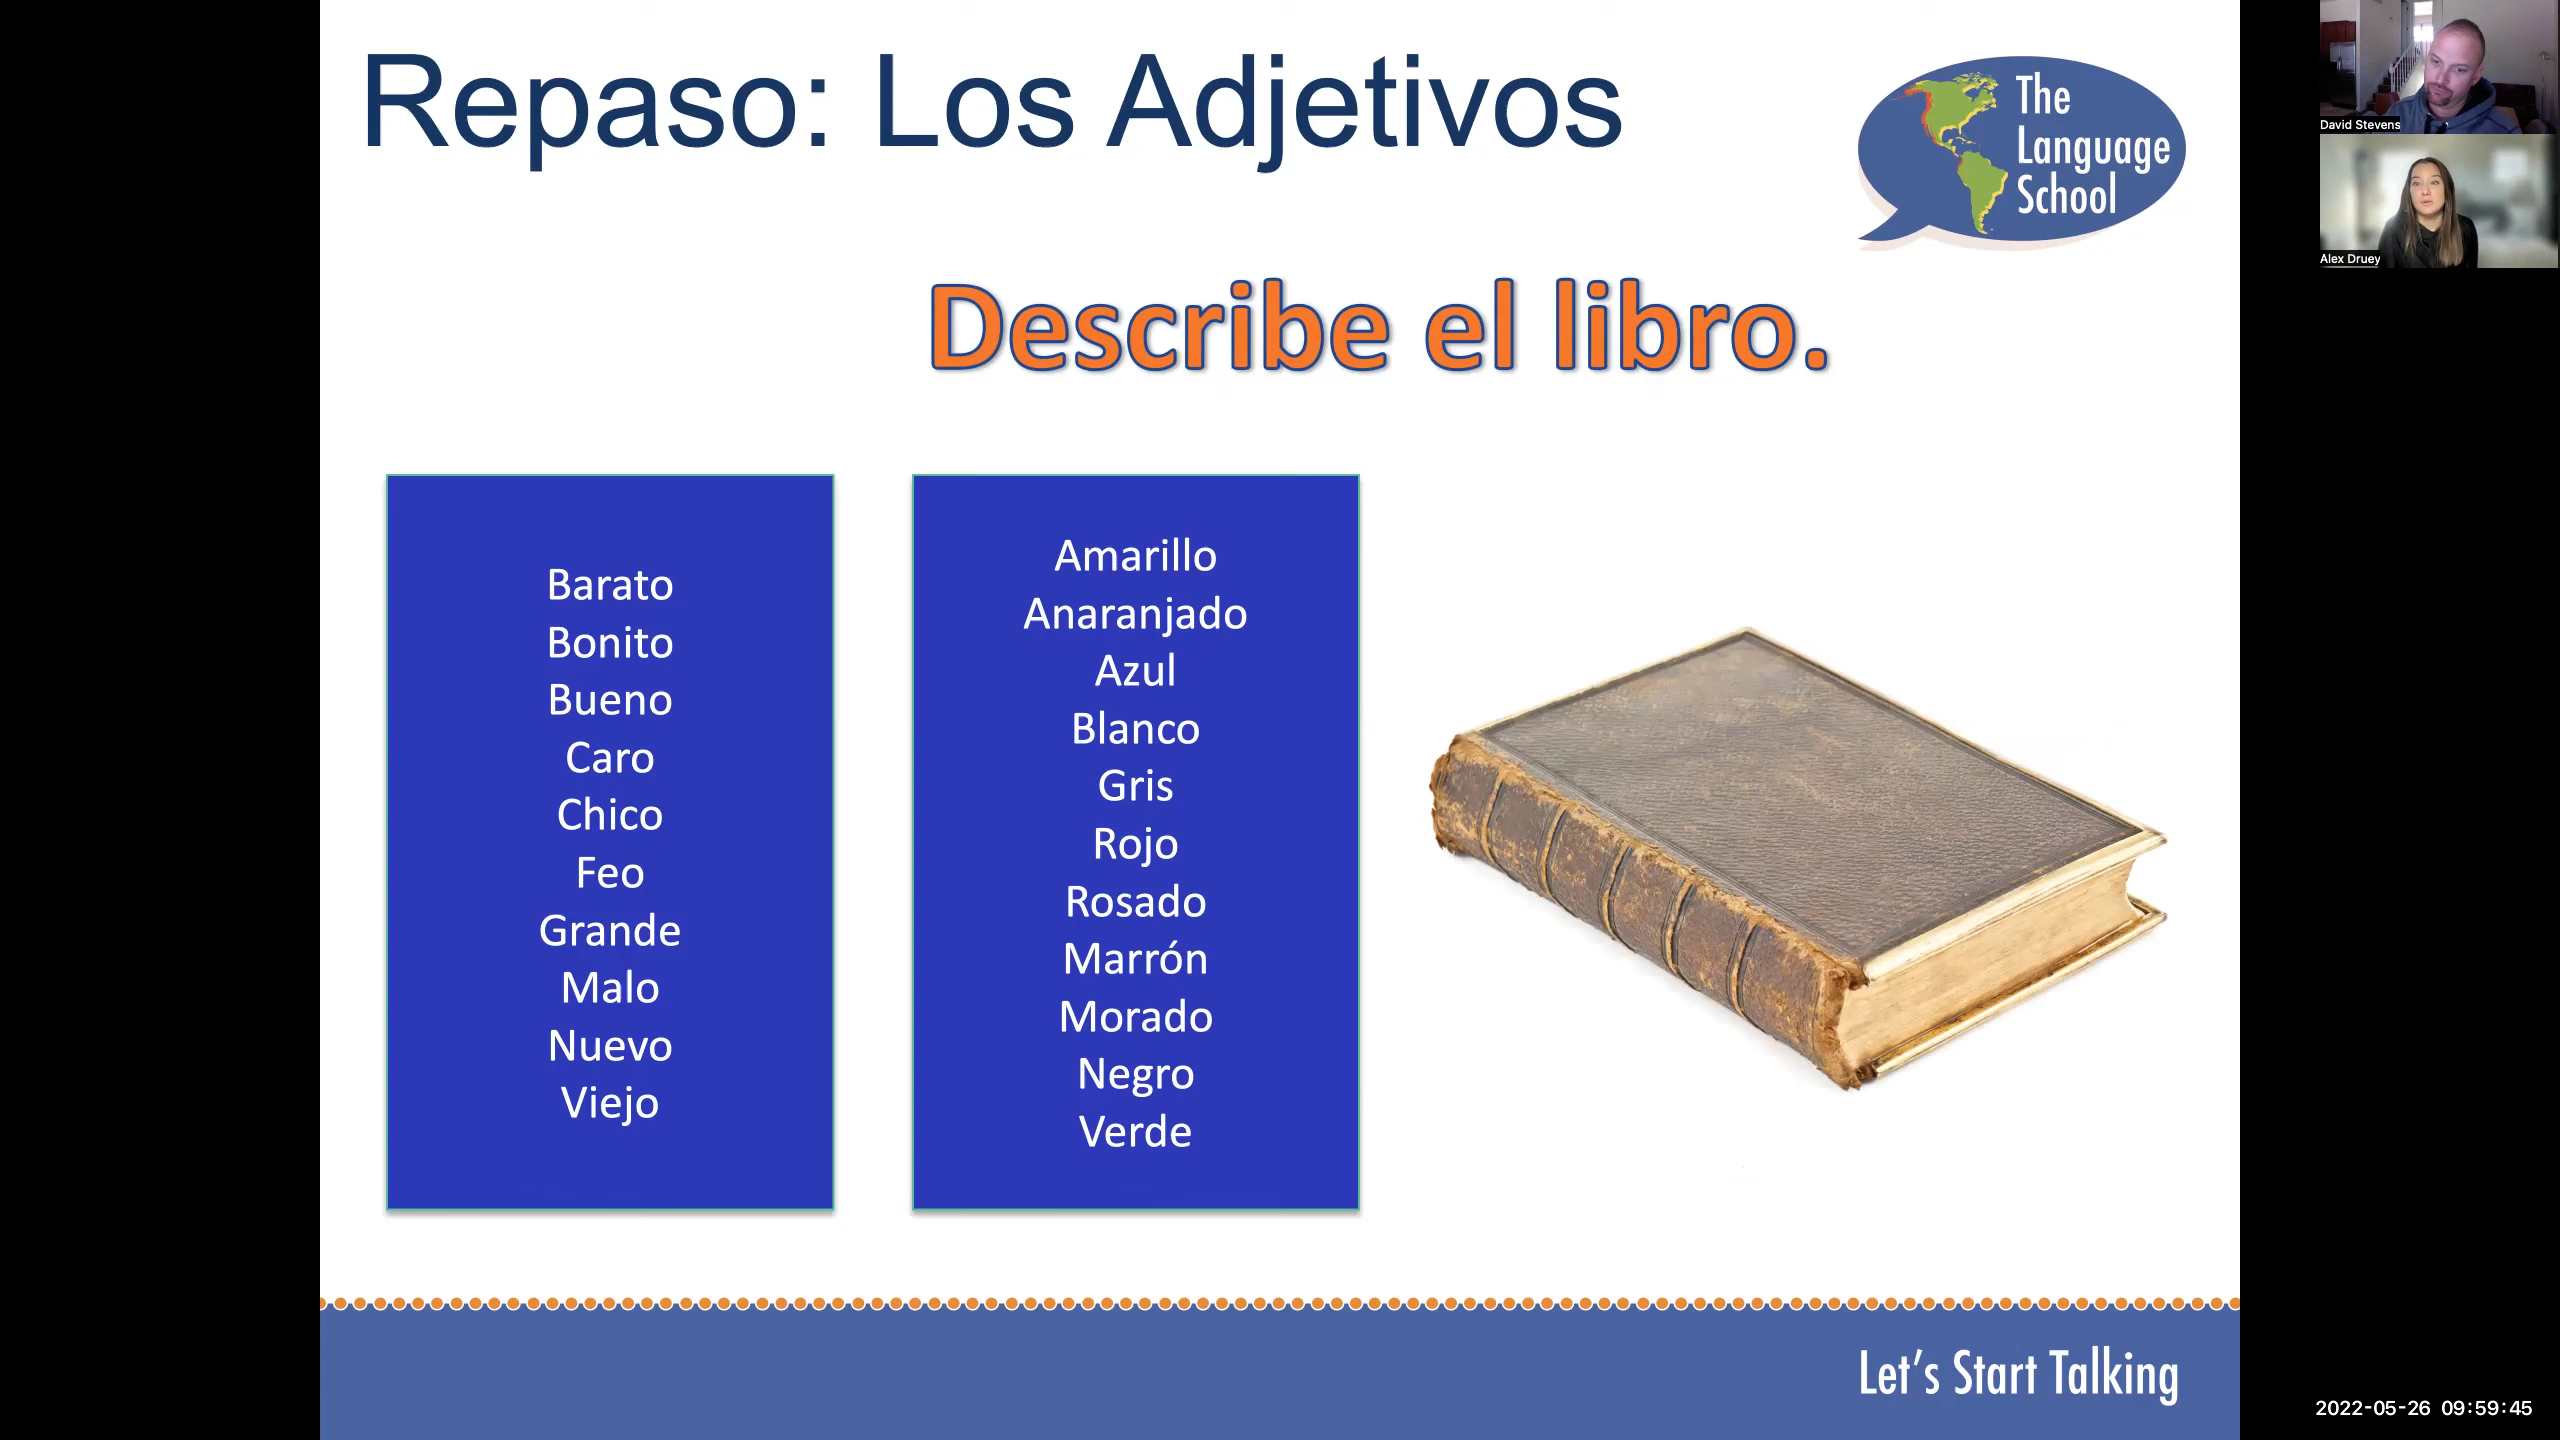 Repaso: Los Adjetivos
The
Language
School
Describe el libro.
Barato
Bonito
Bueno
Caro
Chico
Feo
Grande
Malo
Nuevo
Viejo
Amarillo
Anaranjado
Azul
Blanco
Gris
Rojo
Rosado
Marrón
Morado
Negro
Verde
Let's Start Talking
David Stevens
Alex Druey
2022-05-26 09:59:45